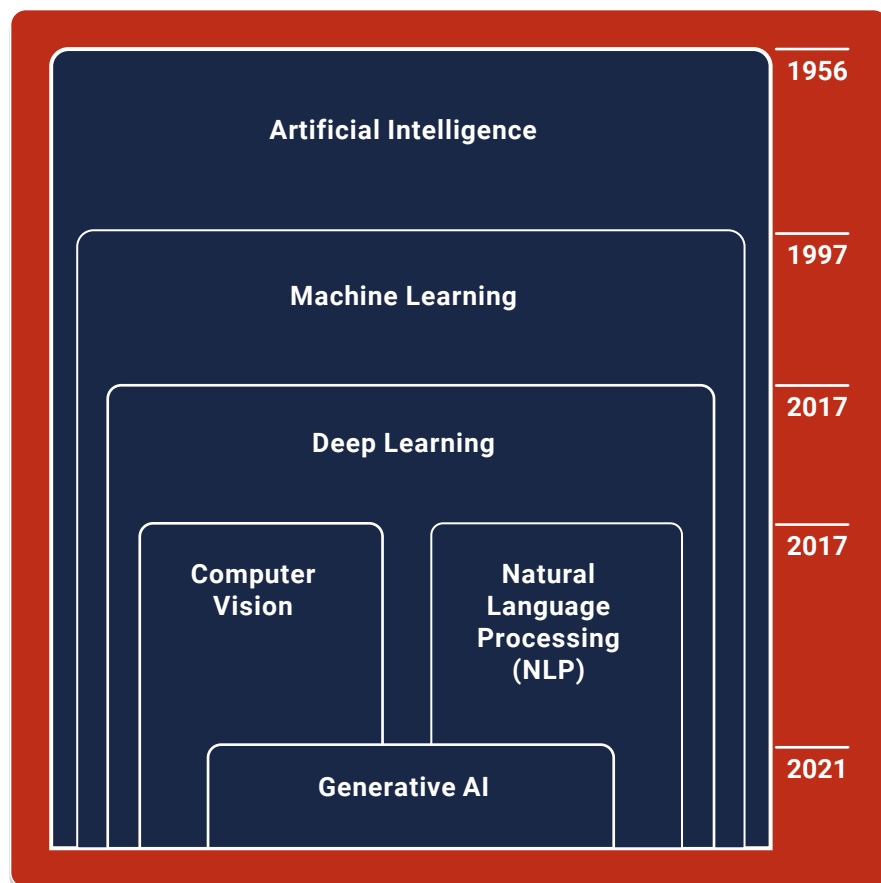 1956
Artificial Intelligence
1997
Machine Learning
2017
Deep Learning
2017
Computer
Vision
Natural
Language
Processing
(NLP)
2021
Generative AI